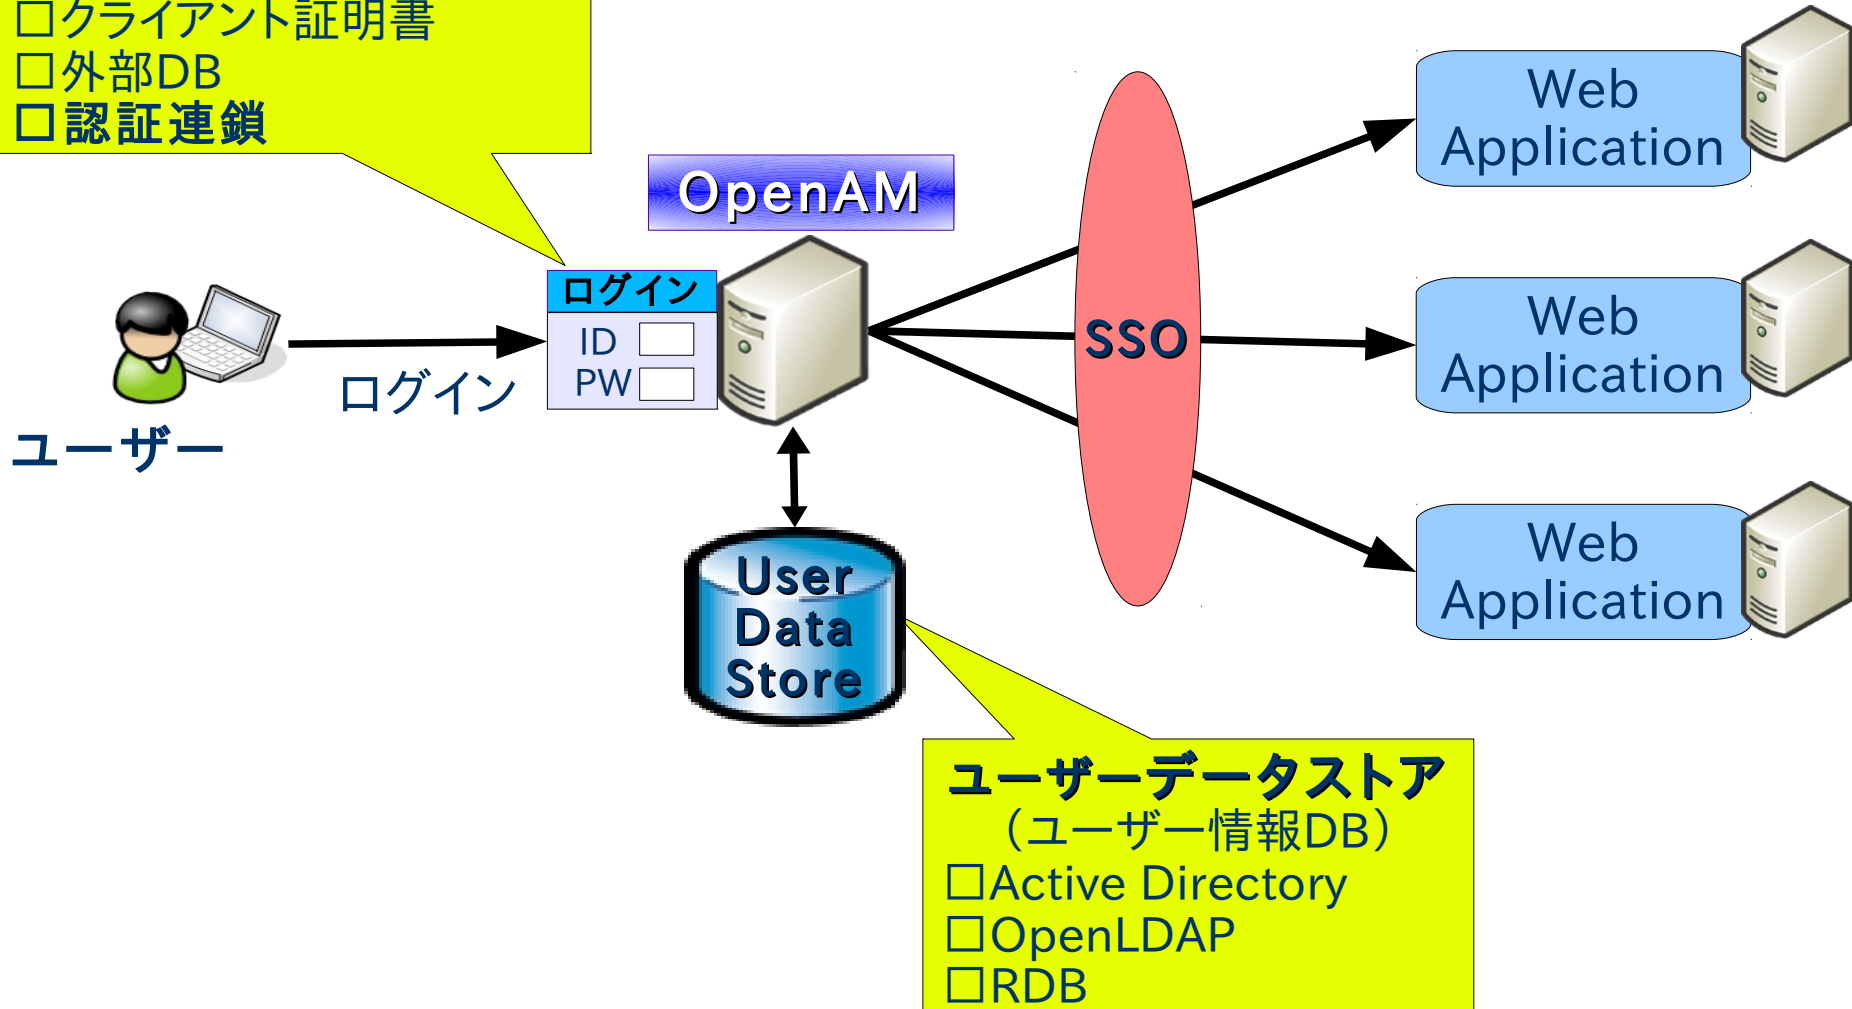 □クライアント証明書
□外部DB
□認証連鎖
OpenAM
ログイン
ID
PW
ログイン
ユーザー
SSO
Web
Application
Web
Application
Web
Application
User
Data
Store
ユーザーデータストア
（ユーザー情報DB）
□Active Directory
□OpenLDAP
□RDB